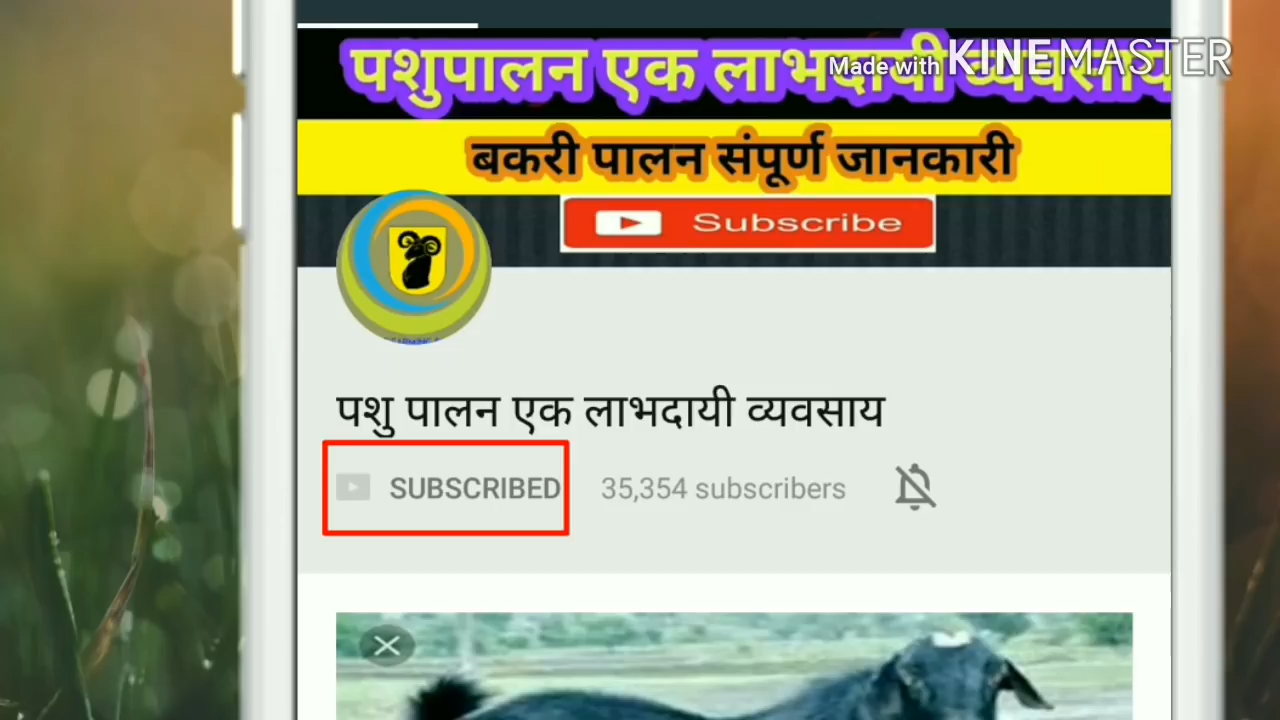 पशुपालन एक लाभदायी व्यवसाय
Made with KINEMASTER
बकरी पालन संपूर्ण जानकारी
Subscribe
पशु पालन एक लाभदायी व्यवसाय
SUBSCRIBED 35,354 subscribers